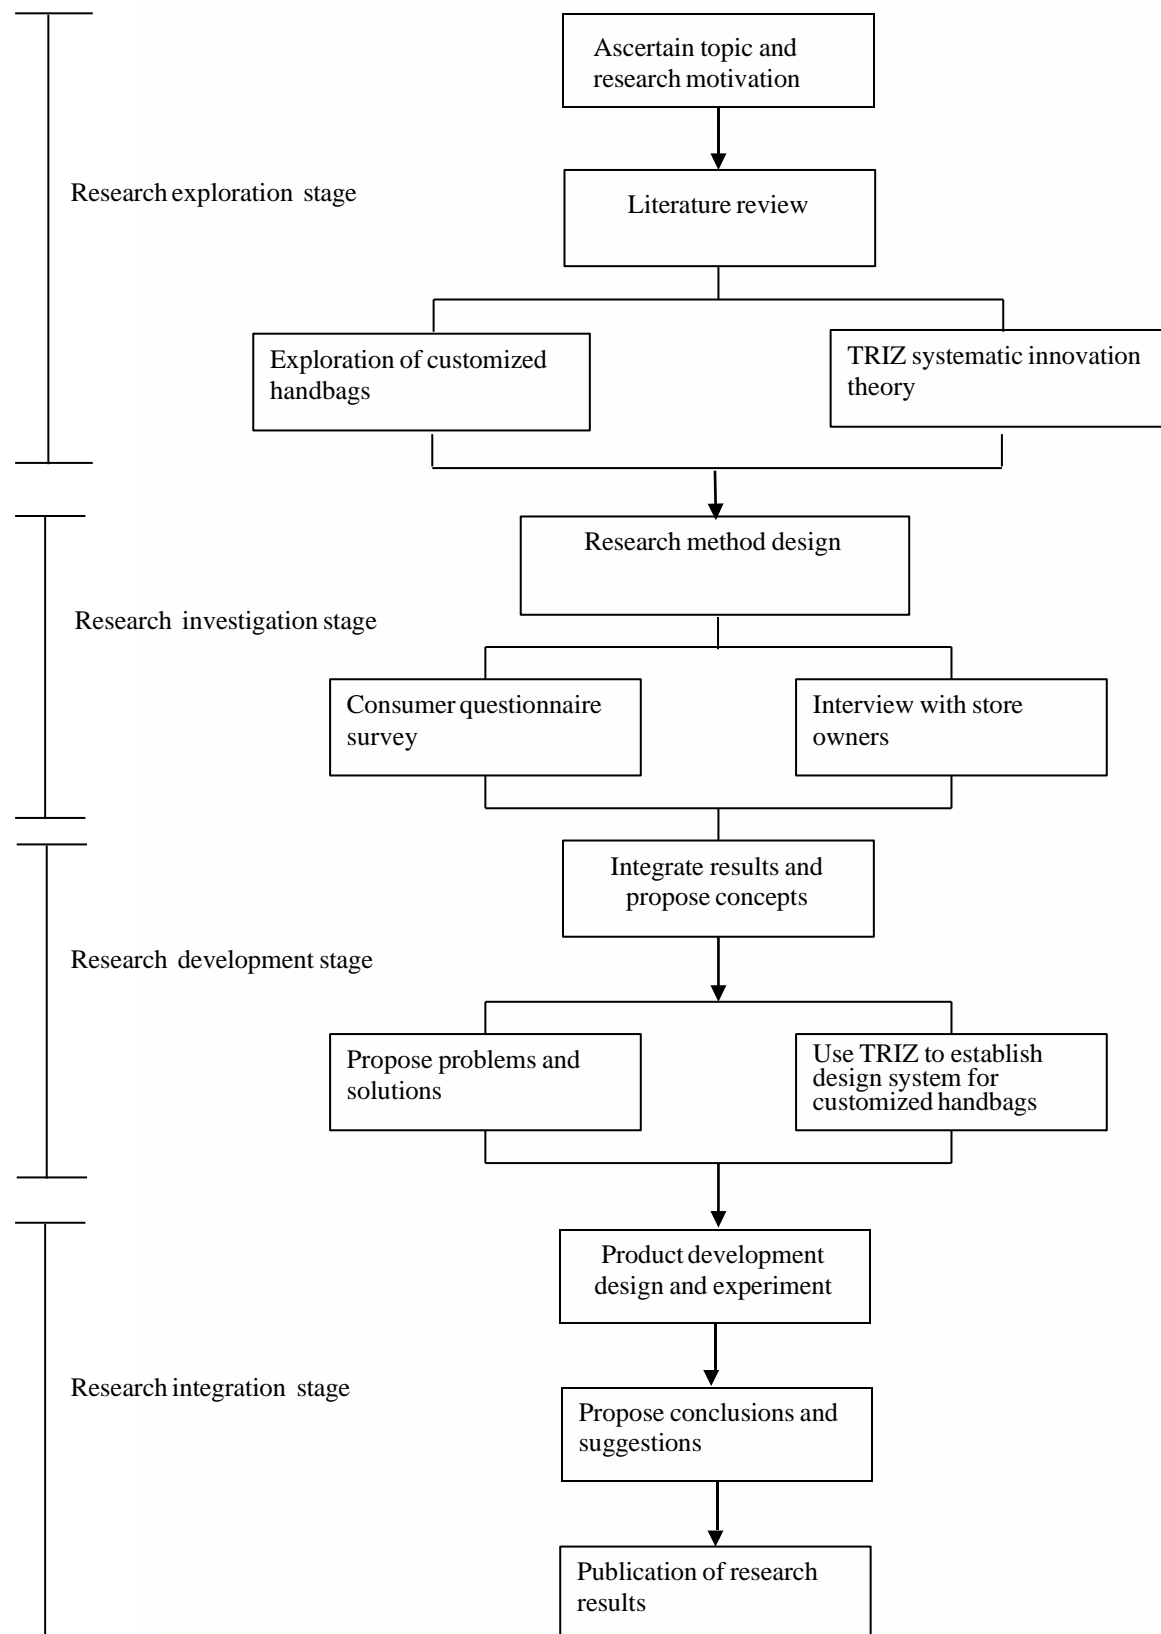 Ascertain topic and
research motivation
Research exploration stage
Literature review
Exploration of customized
handbags
TRIZ systematic innovation
theory
Research method design
Research investigation stage
Consumer questionnaire
survey
Interview with store
owners
Integrate results and
propose concepts
Research development stage
Propose problems and
solutions
Use TRIZ to establish
design system for
customized handbags
Product development
design and experiment
Research integration stage
Propose conclusions and
suggestions
Publication of research
results